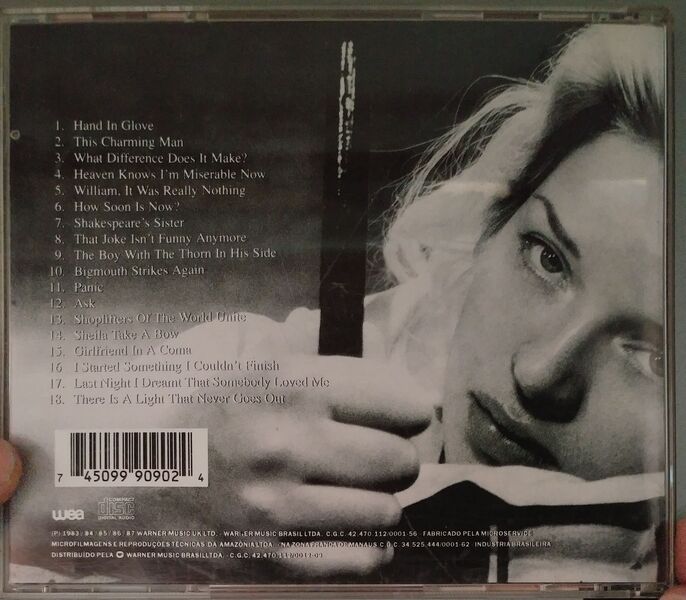 1. Hand In Glove
2. This Charming Man
3. What Difference Does It Make?
4. Heaven Knows I'm Miserable Now
5. William, It Was Really Nothing
6. How Soon Is Now?
7. Shakespeare's Sister
8. That Joke Isn't Funny Anymore
9. The Boy With The Thorn In His Side
10. Bigmouth Strikes Again
11. Panic
12. Ask
13. Shoplifters Of The World Unite
14. Sheila Take A Bow
15. Girlfriend In A Coma
16 I Started Something I Couldn't Finish
17. Last Night I Dreamt That Somebody Loved Me
18. There Is A Light That Never Goes Out
7 45099 90902 4
wea COMPACT disc DIGITAL AUDIO
(P) 1983/84/85/86/87 WARNER MUSIC UK LTD. - WARNER MUSIC BRASIL LTDA. - C.G.C. 42.470.112/0001-56 - FABRICADO PELA MICROSERVICE
MICROFILMAGENS E REPRODUÇÕES TÉCNICAS DA AMAZÔNIA LTDA. - NA ZONA FRANCA DE MANAUS C.G.C. 34.525.444/0001-62 INDÚSTRIA BRASILEIRA
DISTRIBUÍDO PELA WARNER MUSIC BRASIL LTDA. - C.G.C. 42.470.112/0012-09